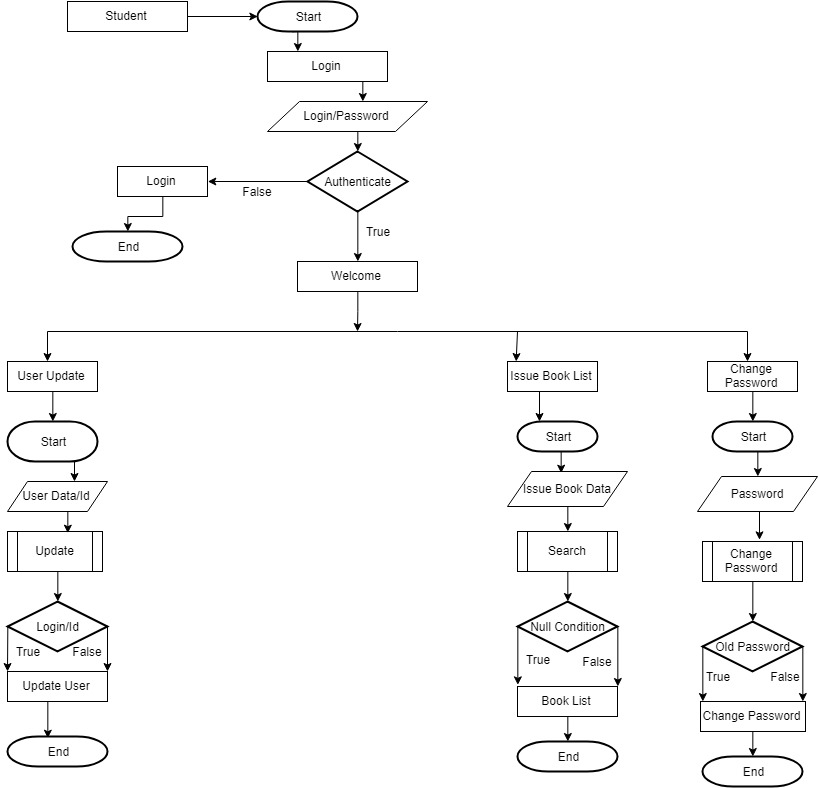 Student
Start
Login
Login/Password
Authenticate
False
Login
End
True
Welcome
User Update
Start
User Data/Id
Update
Login/Id
True
False
Update User
End
Issue Book List
Start
Issue Book Data
Search
Null Condition
True
False
Book List
End
Change
Password
Start
Password
Change
Password
Old Password
True
False
Change Password
End